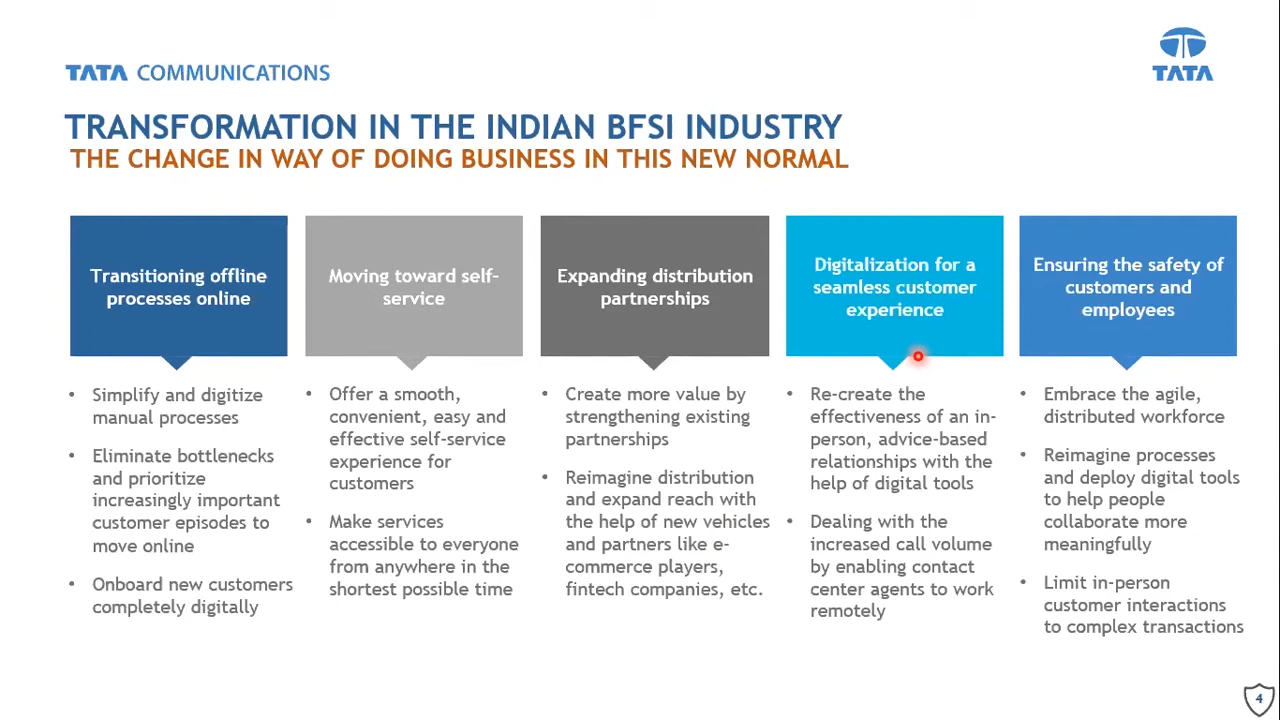 TATA COMMUNICATIONS
TATA
TRANSFORMATION IN THE INDIAN BFSI INDUSTRY
THE CHANGE IN WAY OF DOING BUSINESS IN THIS NEW NORMAL
Transitioning offline
processes online
• Simplify and digitize
manual processes
• Eliminate bottlenecks
and prioritize
increasingly important
customer episodes to
move online
• Onboard new customers
completely digitally
Moving toward self-
service
• Offer a smooth,
convenient, easy and
effective self-service
experience for
customers
• Make services
accessible to everyone
from anywhere in the
shortest possible time
Expanding distribution
partnerships
• Create more value by
strengthening existing
partnerships
• Reimagine distribution
and expand reach with
the help of new vehicles
and partners like e-
commerce players,
fintech companies, etc.
Digitalization for a
seamless customer
experience
• Re-create the
effectiveness of an in-
person, advice-based
relationships with the
help of digital tools
• Dealing with the
increased call volume
by enabling contact
center agents to work
remotely
Ensuring the safety of
customers and
employees
• Embrace the agile,
distributed workforce
• Reimagine processes
and deploy digital tools
to help people
collaborate more
meaningfully
• Limit in-person
customer interactions
to complex transactions
4